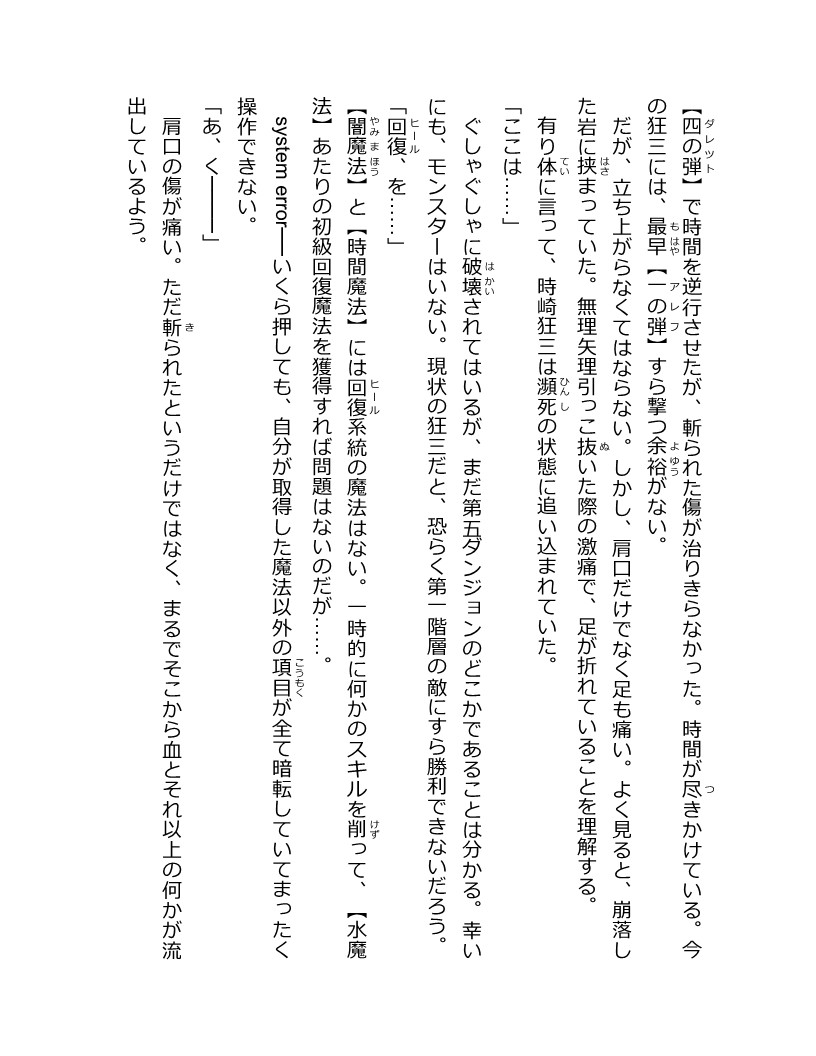 【四の弾】で時間を逆行させたが、斬られた傷が治りきらなかった。時間が尽きかけている。今
の狂三には、最早【一の弾】すら撃つ余裕がない。
だが、立ち上がらなくてはならない。しかし、肩口だけでなく足も痛い。よく見ると、崩落し
た岩に挟まっていた。無理矢理引っこ抜いた際の激痛で、足が折れていることを理解する。
有り体に言って、時崎狂三は瀕死の状態に追い込まれていた。
「ここは……」
ぐしゃぐしゃに破壊されてはいるが、まだ第五ダンジョンのどこかであることは分かる。幸い
にも、モンスターはいない。現状の狂三だと、恐らく第一階層の敵にすら勝利できないだろう。
「回復、を……」
【闇魔法】と【時間魔法】には回復系統の魔法はない。一時的に何かのスキルを削って、【水魔
法】あたりの初級回復魔法を獲得すれば問題はないのだが……。
system error──いくら押しても、自分が取得した魔法以外の項目が全て暗転していてまったく
操作できない。
「あ、く──」
肩口の傷が痛い。ただ斬られたというだけではなく、まるでそこから血とそれ以上の何かが流
出しているよう。